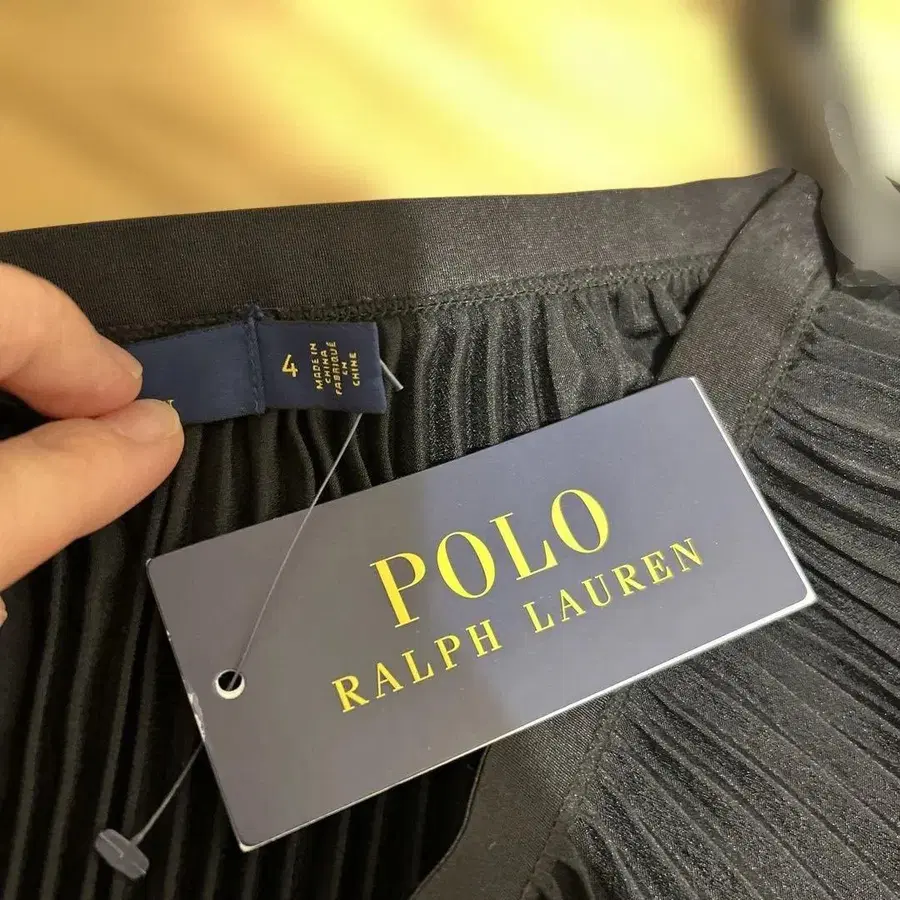 4
MADE IN
CHINA
FABRIQUÉ
EN
CHINE
POLO
RALPH LAUREN